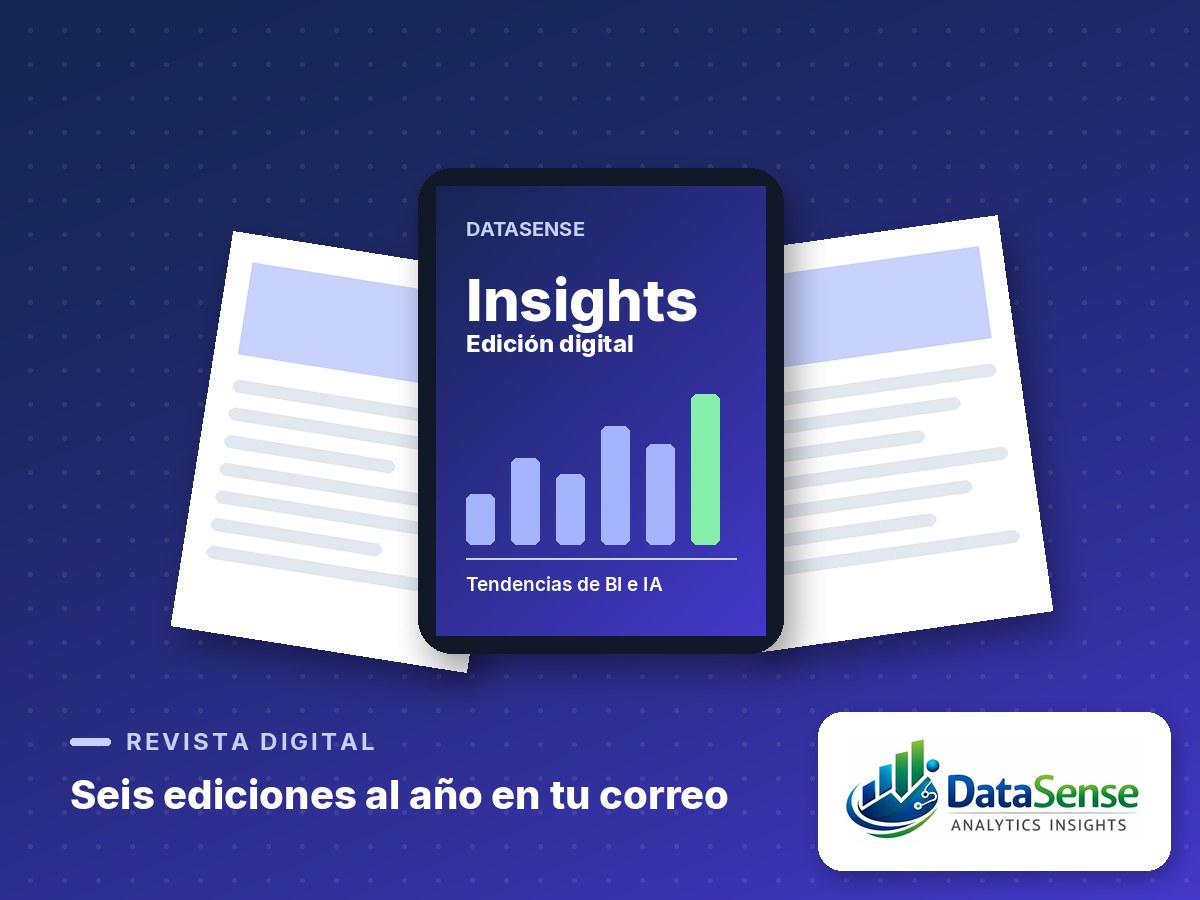 DATASENSE
Insights
Edición digital
Tendencias de BI e IA
REVISTA DIGITAL
Seis ediciones al año en tu correo
DataSense
ANALYTICS INSIGHTS